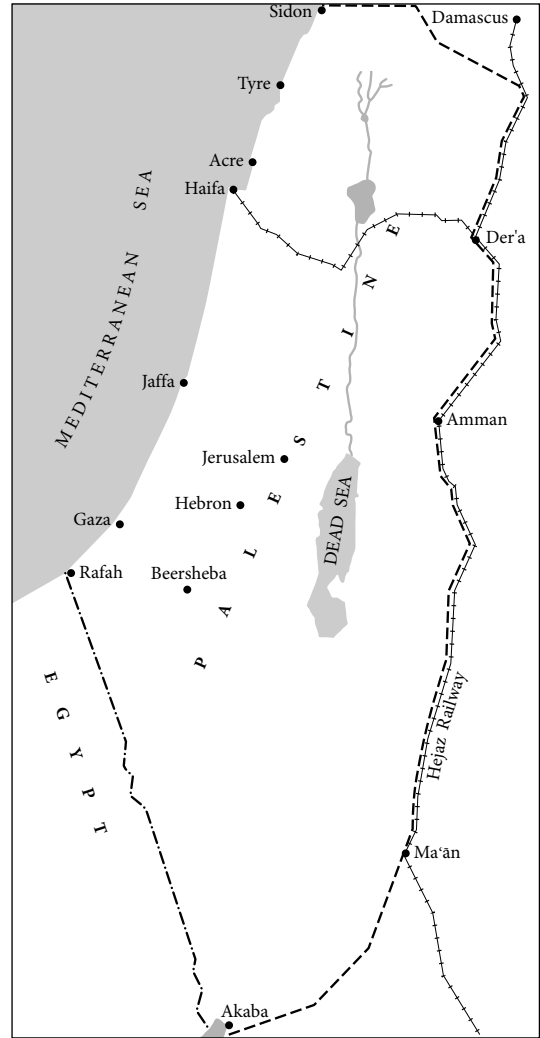 Sidon
Damascus
Tyre
Acre
Haifa
MEDITERRANEAN SEA
Der'a
PALESTINE
Jaffa
Amman
Jerusalem
Hebron
DEAD SEA
Gaza
Rafah
Beersheba
EGYPT
Hejaz Railway
Ma‘ān
Akaba